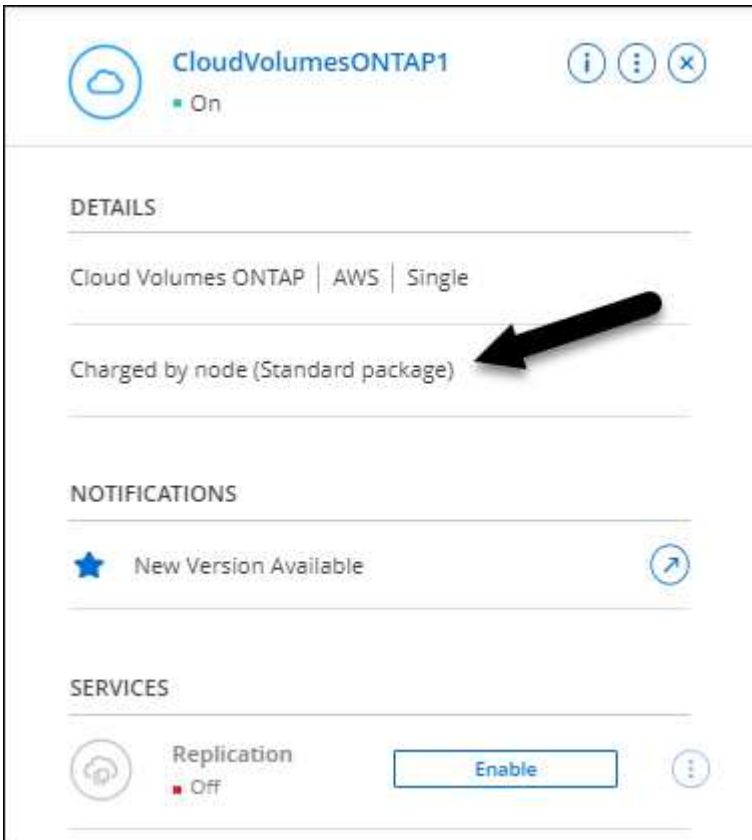 CloudVolumesONTAP1
On
DETAILS
Cloud Volumes ONTAP | AWS | Single
Charged by node (Standard package)
NOTIFICATIONS
New Version Available
SERVICES
Replication
Enable
Off